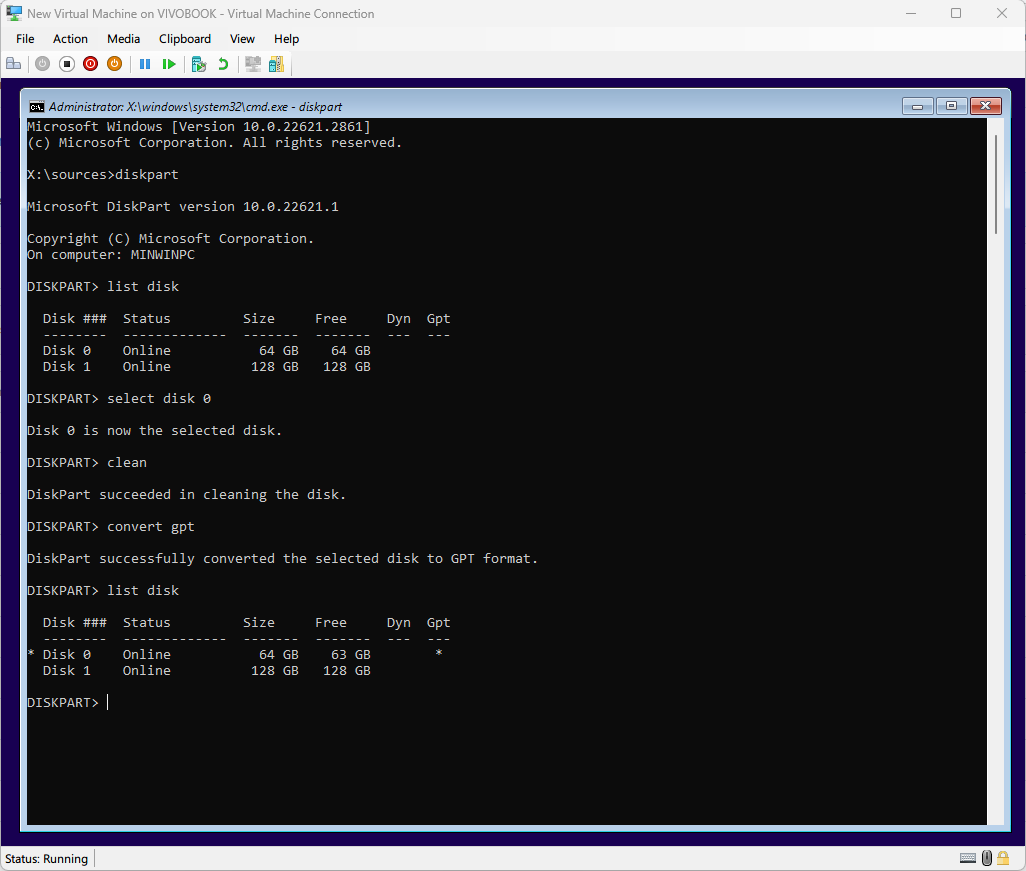 New Virtual Machine on VIVOBOOK - Virtual Machine Connection
File Action Media Clipboard View Help
Administrator: X:\windows\system32\cmd.exe - diskpart
Microsoft Windows [Version 10.0.22621.2861]
(c) Microsoft Corporation. All rights reserved.
X:\sources>diskpart
Microsoft DiskPart version 10.0.22621.1
Copyright (C) Microsoft Corporation.
On computer: MINWINPC
DISKPART> list disk
  Disk ###  Status         Size     Free     Dyn  Gpt
  --------  -------------  -------  -------  ---  ---
  Disk 0    Online           64 GB    64 GB
  Disk 1    Online          128 GB   128 GB
DISKPART> select disk 0
Disk 0 is now the selected disk.
DISKPART> clean
DiskPart succeeded in cleaning the disk.
DISKPART> convert gpt
DiskPart successfully converted the selected disk to GPT format.
DISKPART> list disk
  Disk ###  Status         Size     Free     Dyn  Gpt
  --------  -------------  -------  -------  ---  ---
* Disk 0    Online           64 GB    63 GB        *
  Disk 1    Online          128 GB   128 GB
DISKPART>
Status: Running